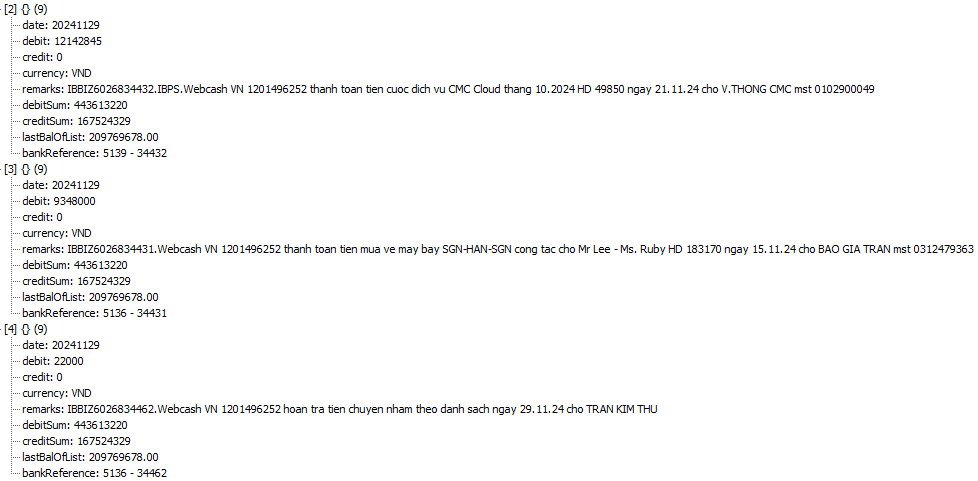 [2] {} (9)
date: 20241129
debit: 12142845
credit: 0
currency: VND
remarks: IBBIZ6026834432.IBPS.Webcash VN 1201496252 thanh toan tien cuoc dich vu CMC Cloud thang 10.2024 HD 49850 ngay 21.11.24 cho V.THONG CMC mst 0102900049
debitSum: 443613220
creditSum: 167524329
lastBalOfList: 209769678.00
bankReference: 5139 - 34432
[3] {} (9)
date: 20241129
debit: 9348000
credit: 0
currency: VND
remarks: IBBIZ6026834431.Webcash VN 1201496252 thanh toan tien mua ve may bay SGN-HAN-SGN cong tac cho Mr Lee - Ms. Ruby HD 183170 ngay 15.11.24 cho BAO GIA TRAN mst 0312479363
debitSum: 443613220
creditSum: 167524329
lastBalOfList: 209769678.00
bankReference: 5136 - 34431
[4] {} (9)
date: 20241129
debit: 22000
credit: 0
currency: VND
remarks: IBBIZ6026834462.Webcash VN 1201496252 hoan tra tien chuyen nham theo danh sach ngay 29.11.24 cho TRAN KIM THU
debitSum: 443613220
creditSum: 167524329
lastBalOfList: 209769678.00
bankReference: 5136 - 34462